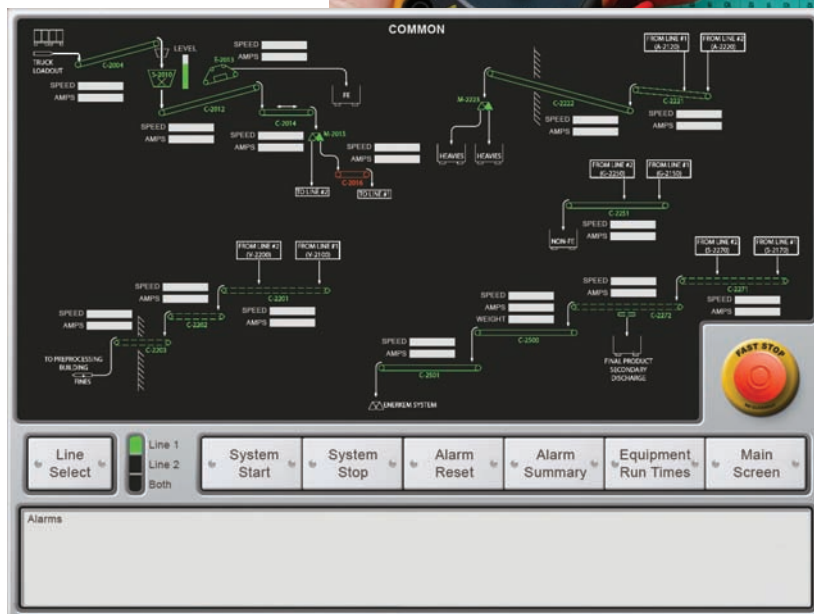 COMMON
TRUCK
LOADOUT
C-2004
SPEED
AMPS
S-2010
LEVEL
E-2013
SPEED
AMPS
FE
C-2012
SPEED
AMPS
C-2014
SPEED
AMPS
M-2015
SPEED
AMPS
C-2016
TO LINE #2
TO LINE #1
M-2223
HEAVIES
HEAVIES
C-2222
SPEED
AMPS
FROM LINE #1
(A-2120)
FROM LINE #2
(A-2220)
C-2221
SPEED
AMPS
FROM LINE #2
(G-2250)
FROM LINE #1
(G-2150)
C-2251
NON-FE
SPEED
AMPS
FROM LINE #2
(V-2200)
FROM LINE #1
(V-2100)
C-2201
SPEED
AMPS
SPEED
AMPS
C-2202
SPEED
AMPS
C-2203
TO PREPROCESSING
BUILDING
FINES
FROM LINE #2
(S-2270)
FROM LINE #1
(S-2170)
C-2271
SPEED
AMPS
SPEED
AMPS
C-2272
FINAL PRODUCT
SECONDARY
DISCHARGE
SPEED
AMPS
WEIGHT
C-2500
SPEED
AMPS
C-2501
ENERKEM SYSTEM
FAST STOP
Line
Select
Line 1
Line 2
Both
System
Start
System
Stop
Alarm
Reset
Alarm
Summary
Equipment
Run Times
Main
Screen
Alarms